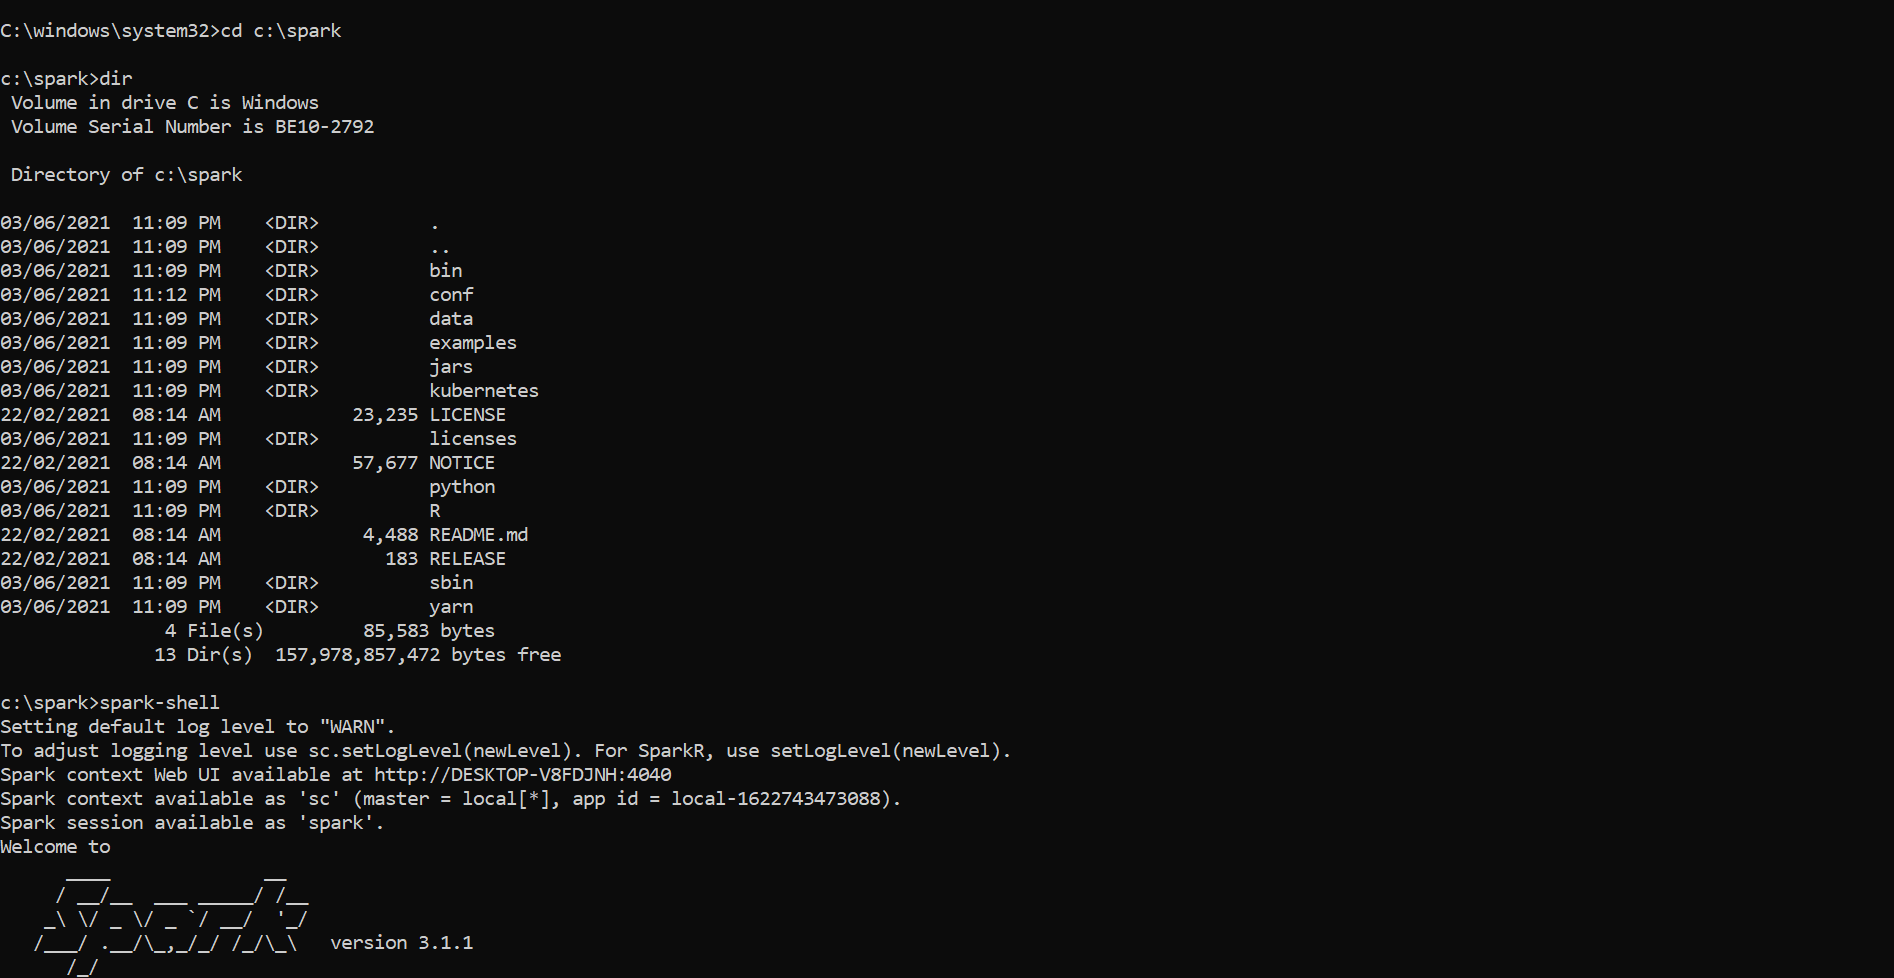 C:\windows\system32>cd c:\spark
c:\spark>dir
 Volume in drive C is Windows
 Volume Serial Number is BE10-2792
 Directory of c:\spark
03/06/2021  11:09 PM    <DIR>          .
03/06/2021  11:09 PM    <DIR>          ..
03/06/2021  11:09 PM    <DIR>          bin
03/06/2021  11:12 PM    <DIR>          conf
03/06/2021  11:09 PM    <DIR>          data
03/06/2021  11:09 PM    <DIR>          examples
03/06/2021  11:09 PM    <DIR>          jars
03/06/2021  11:09 PM    <DIR>          kubernetes
22/02/2021  08:14 AM            23,235 LICENSE
03/06/2021  11:09 PM    <DIR>          licenses
22/02/2021  08:14 AM            57,677 NOTICE
03/06/2021  11:09 PM    <DIR>          python
03/06/2021  11:09 PM    <DIR>          R
22/02/2021  08:14 AM             4,488 README.md
22/02/2021  08:14 AM               183 RELEASE
03/06/2021  11:09 PM    <DIR>          sbin
03/06/2021  11:09 PM    <DIR>          yarn
               4 File(s)         85,583 bytes
              13 Dir(s)  157,978,857,472 bytes free
c:\spark>spark-shell
Setting default log level to "WARN".
To adjust logging level use sc.setLogLevel(newLevel). For SparkR, use setLogLevel(newLevel).
Spark context Web UI available at http://DESKTOP-V8FDJNH:4040
Spark context available as 'sc' (master = local[*], app id = local-1622743473088).
Spark session available as 'spark'.
Welcome to
      ____              __
     / __/__  ___ _____/ /__
    _\ \/ _ \/ _ `/ __/  '_/
   /___/ .__/\_,_/_/ /_/\_\   version 3.1.1
      /_/